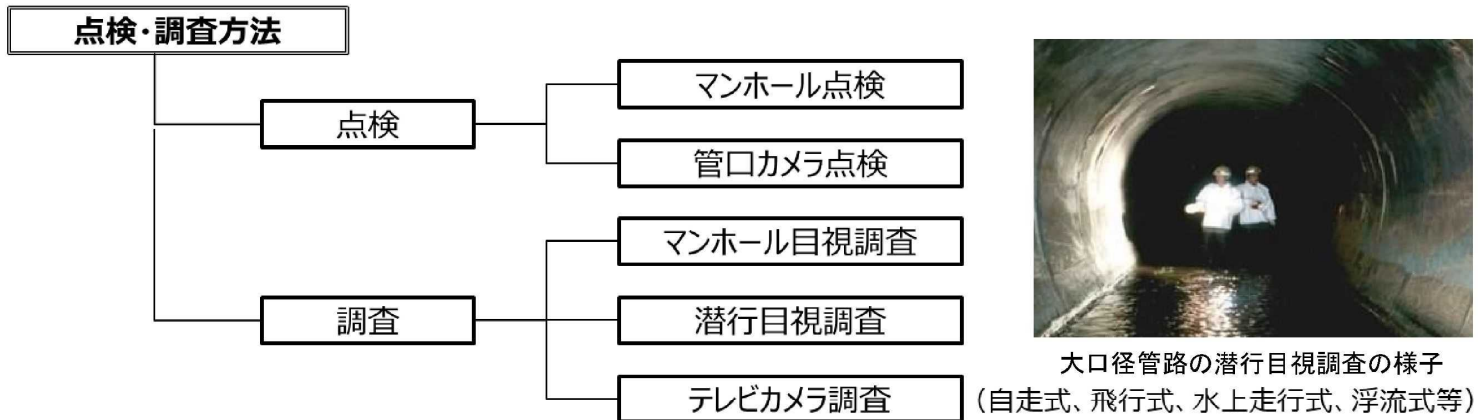 点検・調査方法
点検
マンホール点検
管口カメラ点検
調査
マンホール目視調査
潜行目視調査
テレビカメラ調査
大口径管路の潜行目視調査の様子
（自走式、飛行式、水上走行式、浮流式等）